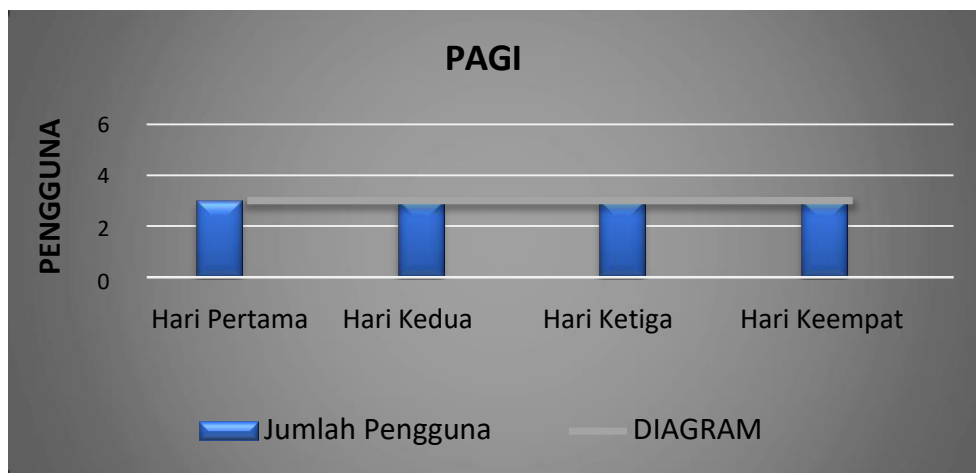 PAGI
PENGGUNA
6
4
2
0
Hari Pertama Hari Kedua Hari Ketiga Hari Keempat
Jumlah Pengguna DIAGRAM